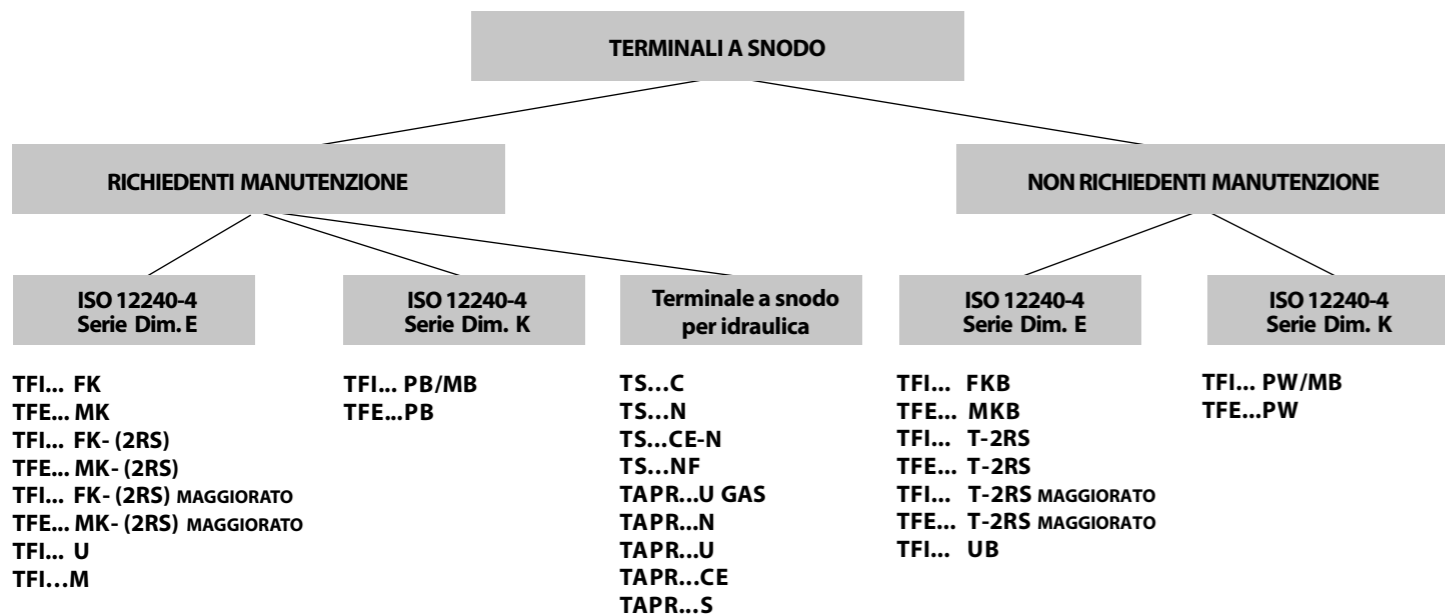 TERMINALI A SNODO
RICHIEDENTI MANUTENZIONE
NON RICHIEDENTI MANUTENZIONE
ISO 12240-4
Serie Dim. E
TFI... FK
TFE... MK
TFI... FK- (2RS)
TFE... MK- (2RS)
TFI... FK- (2RS) MAGGIORATO
TFE... MK- (2RS) MAGGIORATO
TFI... U
TFI...M
ISO 12240-4
Serie Dim. K
TFI... PB/MB
TFE...PB
Terminale a snodo
per idraulica
TS...C
TS...N
TS...CE-N
TS...NF
TAPR...U GAS
TAPR...N
TAPR...U
TAPR...CE
TAPR...S
ISO 12240-4
Serie Dim. E
TFI... FKB
TFE... MKB
TFI... T-2RS
TFE... T-2RS
TFI... T-2RS MAGGIORATO
TFE... T-2RS MAGGIORATO
TFI... UB
ISO 12240-4
Serie Dim. K
TFI... PW/MB
TFE...PW